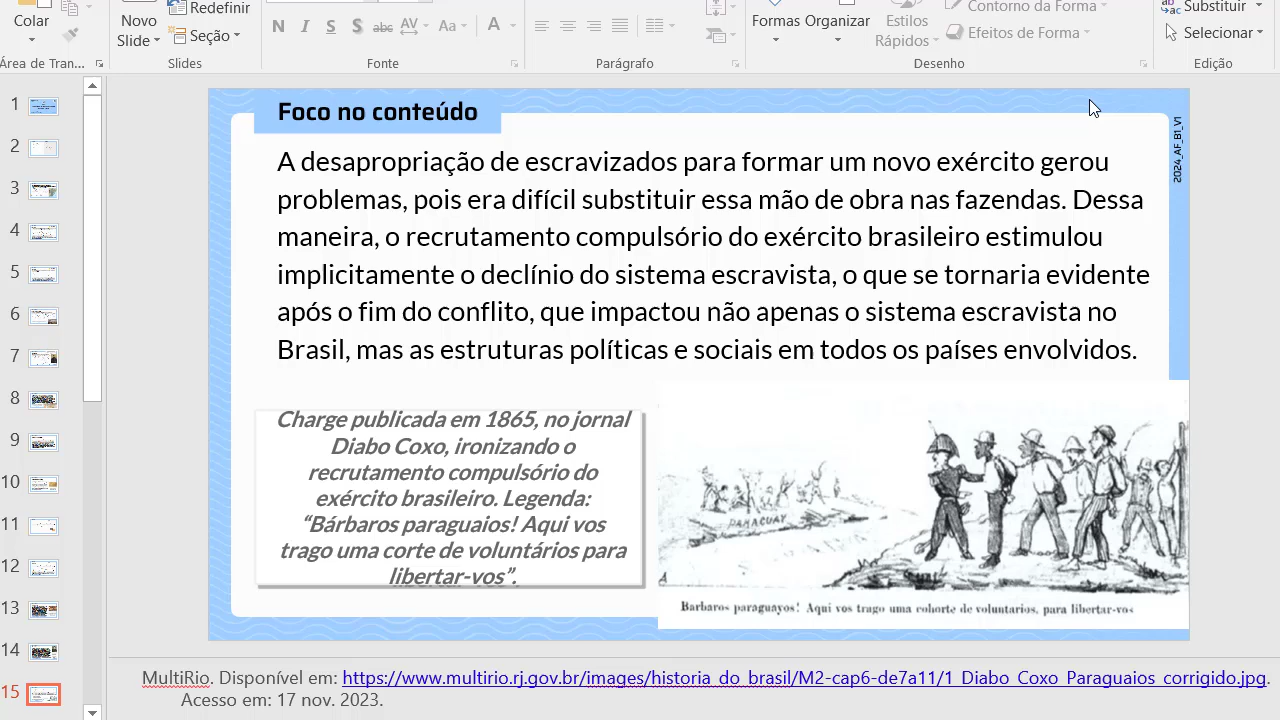 Colar
Novo
Slide
Redefinir
Seção
N I S S abc AV Aa A
Formas Organizar Estilos
Rápidos
Contorno da Forma
Efeitos de Forma
Substituir
Selecionar
Área de Tran...
Slides
Fonte
Parágrafo
Desenho
Edição
1
2
3
4
5
6
7
8
9
10
11
12
13
14
15
Foco no conteúdo
2024_AF_B1_V1
A desapropriação de escravizados para formar um novo exército gerou
problemas, pois era difícil substituir essa mão de obra nas fazendas. Dessa
maneira, o recrutamento compulsório do exército brasileiro estimulou
implicitamente o declínio do sistema escravista, o que se tornaria evidente
após o fim do conflito, que impactou não apenas o sistema escravista no
Brasil, mas as estruturas políticas e sociais em todos os países envolvidos.
Charge publicada em 1865, no jornal
Diabo Coxo, ironizando o
recrutamento compulsório do
exército brasileiro. Legenda:
“Bárbaros paraguaios! Aqui vos
trago uma corte de voluntários para
libertar-vos”.
PARAGUAY
A
Barbaros paraguayos! Aqui vos trago uma cohorte de voluntarios, para libertar-vos
MultiRio. Disponível em: https://www.multirio.rj.gov.br/images/historia_do_brasil/M2-cap6-de7a11/1_Diabo_Coxo_Paraguaios_corrigido.jpg.
Acesso em: 17 nov. 2023.